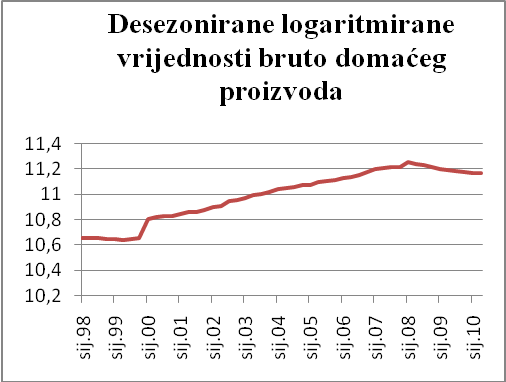 Desezonirane logaritmirane
vrijednosti bruto domaćeg
proizvoda
11,4
11,2
11
10,8
10,6
10,4
10,2
sij.98
sij.99
sij.00
sij.01
sij.02
sij.03
sij.04
sij.05
sij.06
sij.07
sij.08
sij.09
sij.10